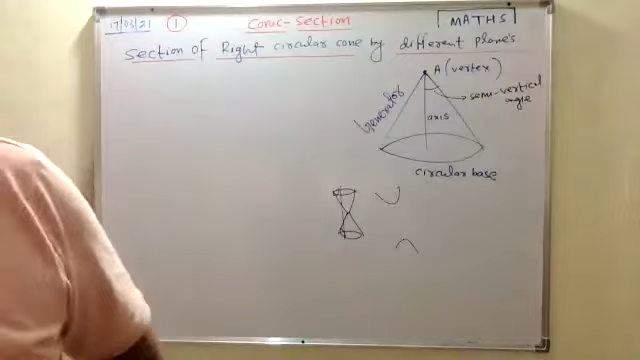 17/03/21 1 Conic-Section MATHS
Section of Right circular cone by different plane's
A (vertex)
Generator
semi-vertical angle
axis
circular base